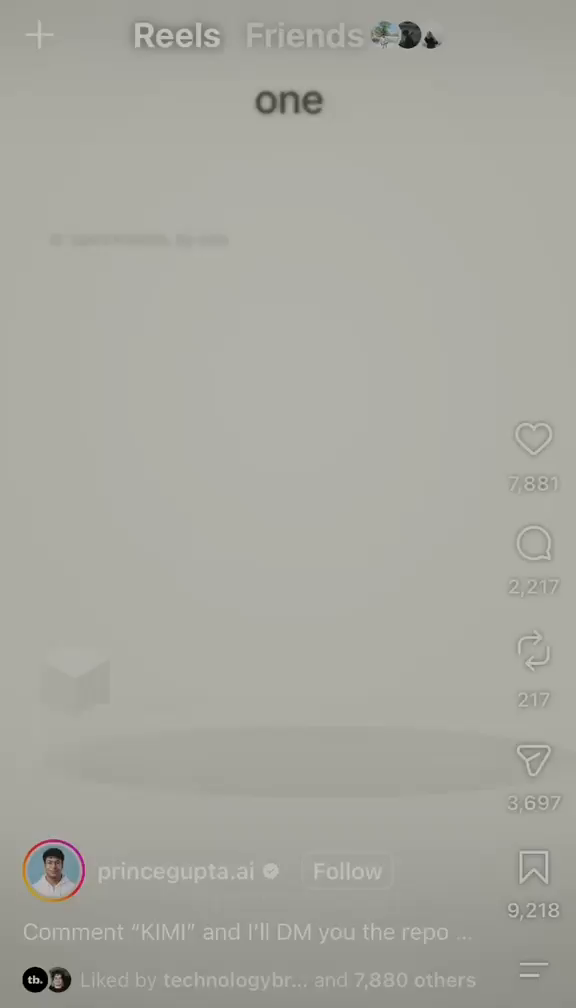 Reels Friends
one
7,881
2,217
217
3,697
9,218
princegupta.ai Follow
Comment “KIMI” and I’ll DM you the repo ...
tb. Liked by technologybr... and 7,880 others